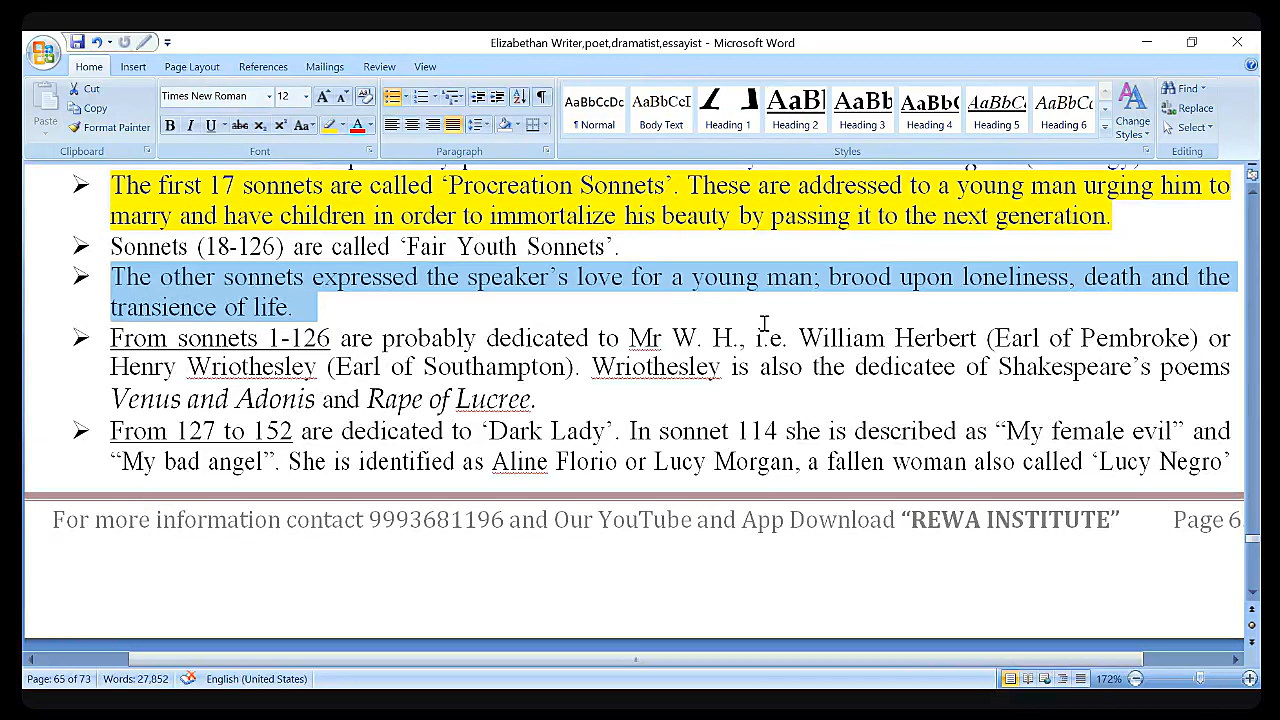 Elizabethan Writer,poet,dramatist,essayist - Microsoft Word
Home Insert Page Layout References Mailings Review View
Paste Cut Copy Format Painter
Times New Roman 12
AaBbCcDc AaBbCcI AaBl AaBb AaBbC AaBbC AaBbC
¶ Normal Body Text Heading 1 Heading 2 Heading 3 Heading 4 Heading 5 Heading 6
Change Styles
Find
Replace
Select
Clipboard Font Paragraph Styles Editing
The first 17 sonnets are called ‘Procreation Sonnets’. These are addressed to a young man urging him to
marry and have children in order to immortalize his beauty by passing it to the next generation.
Sonnets (18-126) are called ‘Fair Youth Sonnets’.
The other sonnets expressed the speaker’s love for a young man; brood upon loneliness, death and the
transience of life.
From sonnets 1-126 are probably dedicated to Mr W. H., i.e. William Herbert (Earl of Pembroke) or
Henry Wriothesley (Earl of Southampton). Wriothesley is also the dedicatee of Shakespeare’s poems
Venus and Adonis and Rape of Lucree.
From 127 to 152 are dedicated to ‘Dark Lady’. In sonnet 114 she is described as “My female evil” and
“My bad angel”. She is identified as Aline Florio or Lucy Morgan, a fallen woman also called ‘Lucy Negro’
For more information contact 9993681196 and Our YouTube and App Download “REWA INSTITUTE” Page 6
Page: 65 of 73 Words: 27,852 English (United Stat 172%